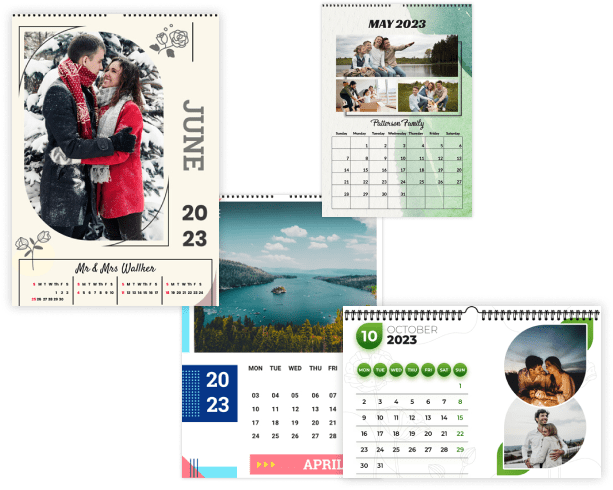 JUNE
20
23
Mr & Mrs Wallker
S M T W Th F S S M T W Th F S S M T W Th F S S M T W Th F S
MAY 2023
Patterson Family
Sunday Monday Tuesday Wednesday Thursday Friday Saturday
1 2 3 4 5 6
7 8 9 10 11 12 13
14 15 16 17 18 19 20
21 22 23 24 25 26 27
28 29 30 31
20
23
MON TUE WED THU
03 04 05 06
10 11 12 13
17 18 19 20
24 25 26 27
APRIL
10 OCTOBER
2023
MON TUE WED THU FRI SAT SUN
1
2 3 4 5 6 7 8
9 10 11 12 13 14 15
16 17 18 19 20 21 22
23 24 25 26 27 28 29
30 31